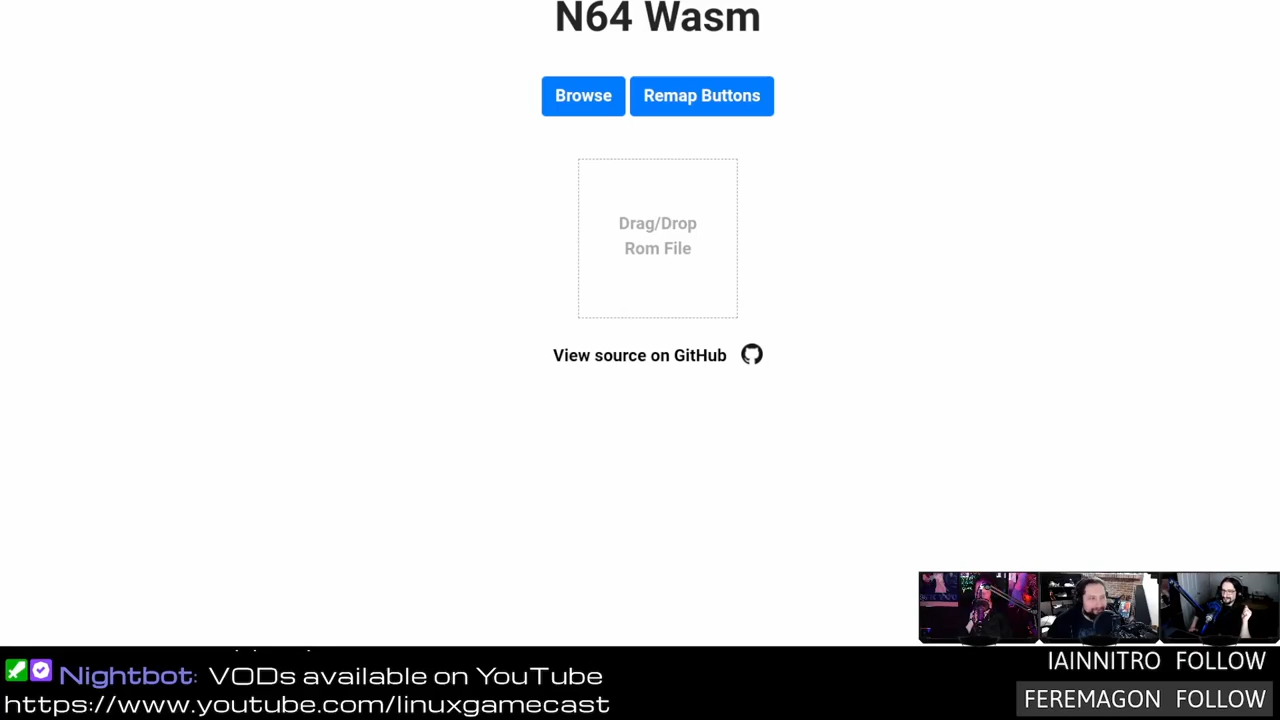 N64 Wasm
Browse
Remap Buttons
Drag/Drop
Rom File
View source on GitHub
Nightbot: VODs available on YouTube
https://www.youtube.com/linuxgamecast
IAINNITRO FOLLOW
FEREMAGON FOLLOW